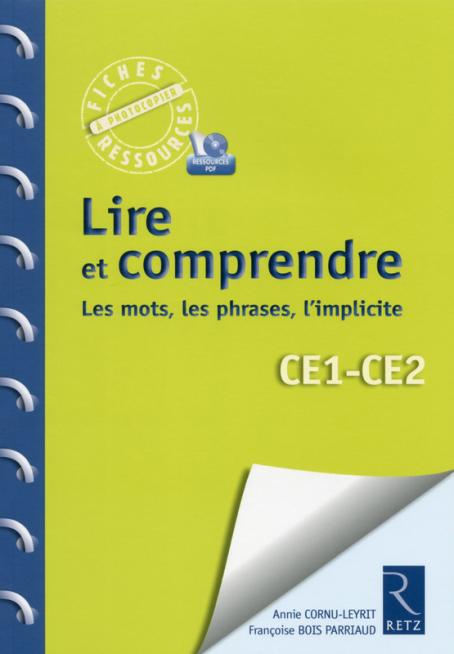 FICHES
A PHOTOCOPIER
RESSOURCES
RESSOURCES
PDF
Lire
et comprendre
Les mots, les phrases, l'implicite
CE1-CE2
Annie CORNU-LEYRIT
Françoise BOIS PARRIAUD
R
RETZ